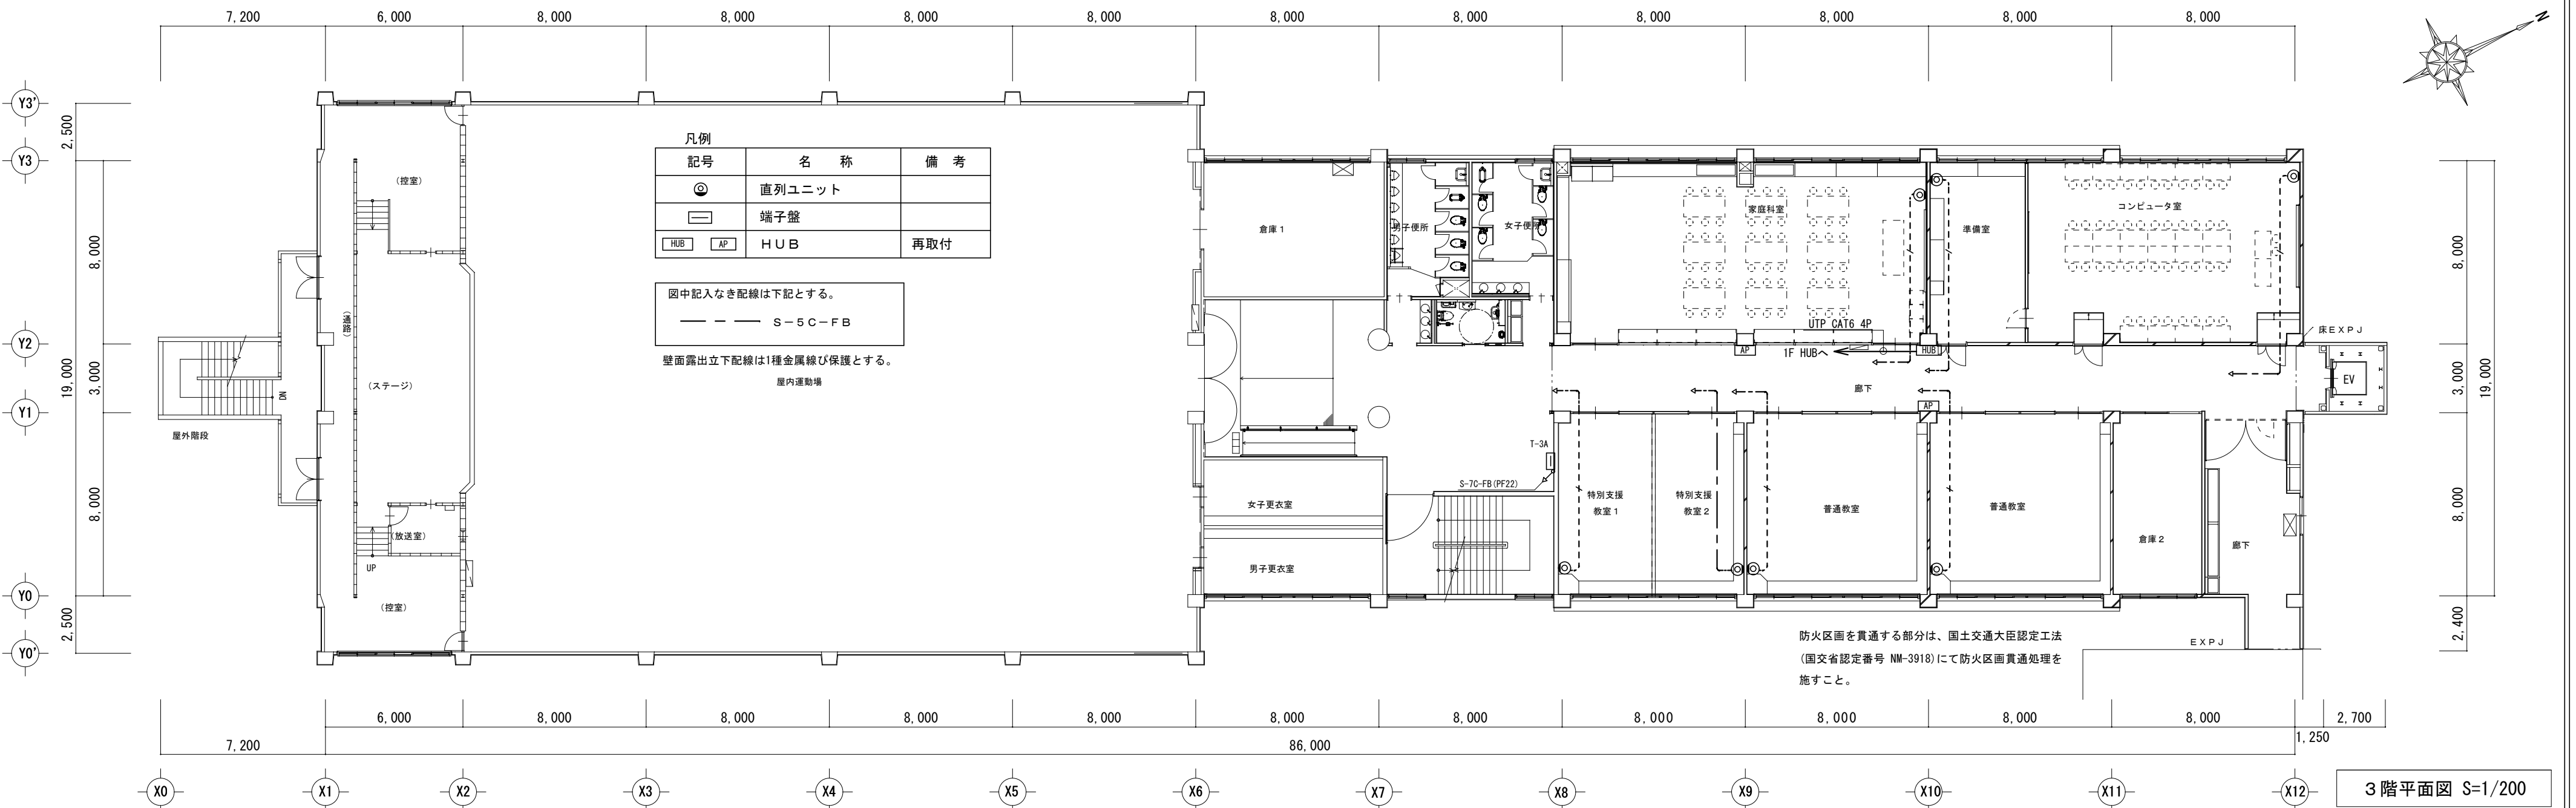 7,200 6,000 8,000 8,000 8,000 8,000 8,000 8,000 8,000 8,000 8,000 8,000
N
Y3'
2,500
Y3
8,000
Y2
19,000
3,000
Y1
8,000
Y0
2,500
Y0'
凡例
記号 名 称 備 考
直列ユニット
端子盤
HUB AP HUB 再取付
図中記入なき配線は下記とする。
S-5C-FB
壁面露出立下配線は1種金属線ぴ保護とする。
屋内運動場
(控室)
(通路)
(ステージ)
DN
屋外階段
(放送室)
UP
(控室)
倉庫1
男子便所
女子便所
家庭科室
準備室
コンピュータ室
UTP CAT6 4P
1F HUBへ
AP
HUB
床EXPJ
EV
廊下
AP
T-3A
S-7C-FB(PF22)
女子更衣室
男子更衣室
特別支援
教室1
特別支援
教室2
普通教室
普通教室
倉庫2
廊下
EXPJ
8,000
3,000
19,000
8,000
2,400
防火区画を貫通する部分は、国土交通大臣認定工法
(国交省認定番号 NM-3918)にて防火区画貫通処理を
施すこと。
6,000 8,000 8,000 8,000 8,000 8,000 8,000 8,000 8,000 8,000 8,000 2,700
7,200 86,000 1,250
X0 X1 X2 X3 X4 X5 X6 X7 X8 X9 X10 X11 X12
3階平面図 S=1/200